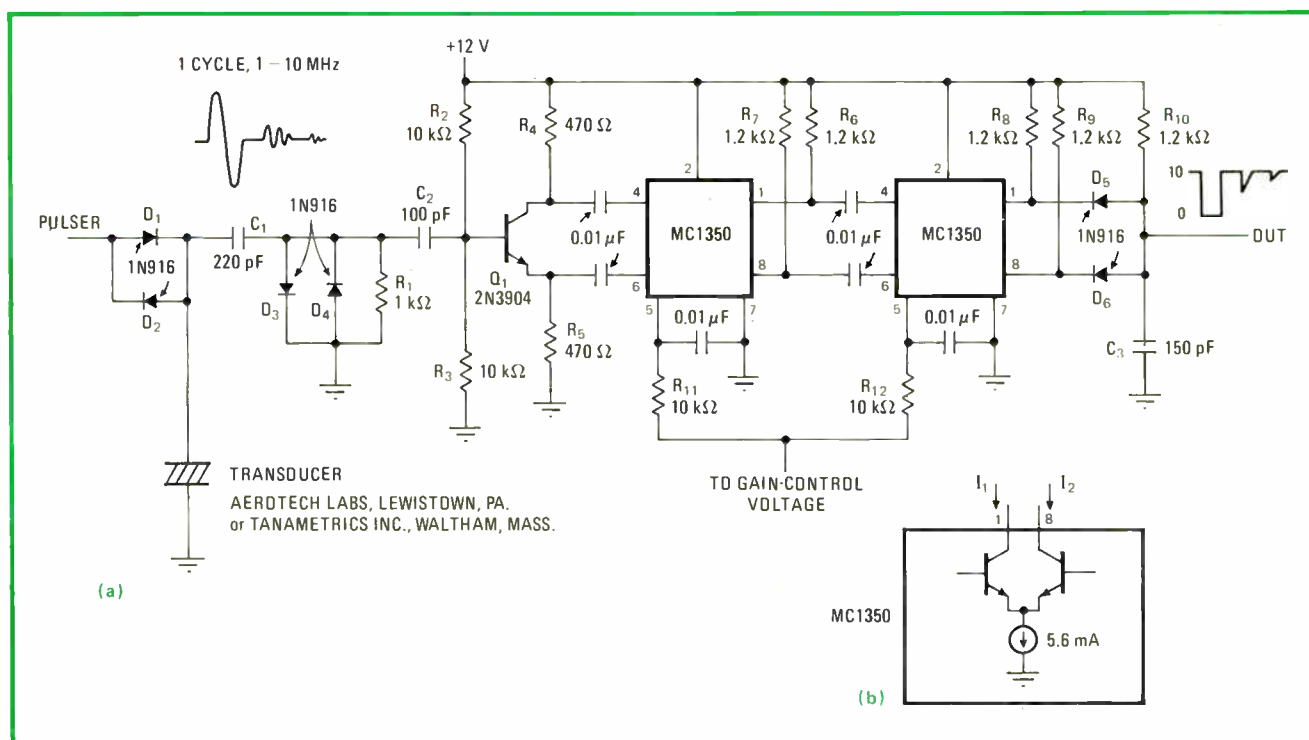 1 CYCLE, 1 – 10 MHz
+12 V
R2
10 kΩ
R4
470 Ω
R7
1.2 kΩ
R6
1.2 kΩ
R8
1.2 kΩ
R9
1.2 kΩ
R10
1.2 kΩ
PULSER
D1
1N916
D2
C1
220 pF
1N916
D3
D4
R1
1 kΩ
C2
100 pF
Q1
2N3904
R3
10 kΩ
R5
470 Ω
0.01 μF
2
4
MC1350
1
6
8
5
7
0.01 μF
R11
10 kΩ
0.01 μF
2
4
MC1350
1
6
8
5
7
0.01 μF
R12
10 kΩ
D5
1N916
D6
10
0
OUT
C3
150 pF
TO GAIN-CONTROL
VOLTAGE
TRANSDUCER
AEROTECH LABS, LEWISTOWN, PA.
or TANAMETRICS INC., WALTHAM, MASS.
(a)
I1
I2
1
8
MC1350
5.6 mA
(b)